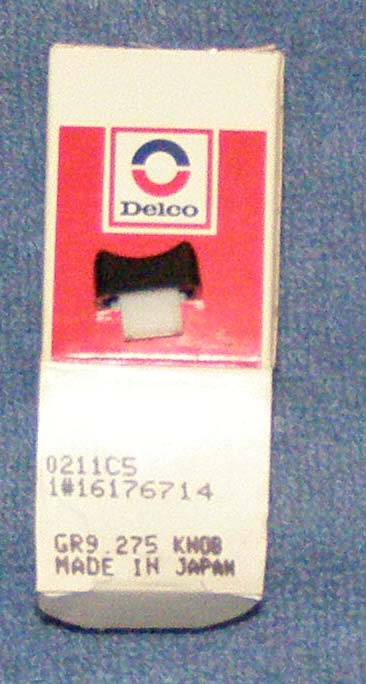 Delco
0211C5
1#16176714
GR9.275 KNOB
MADE IN JAPAN